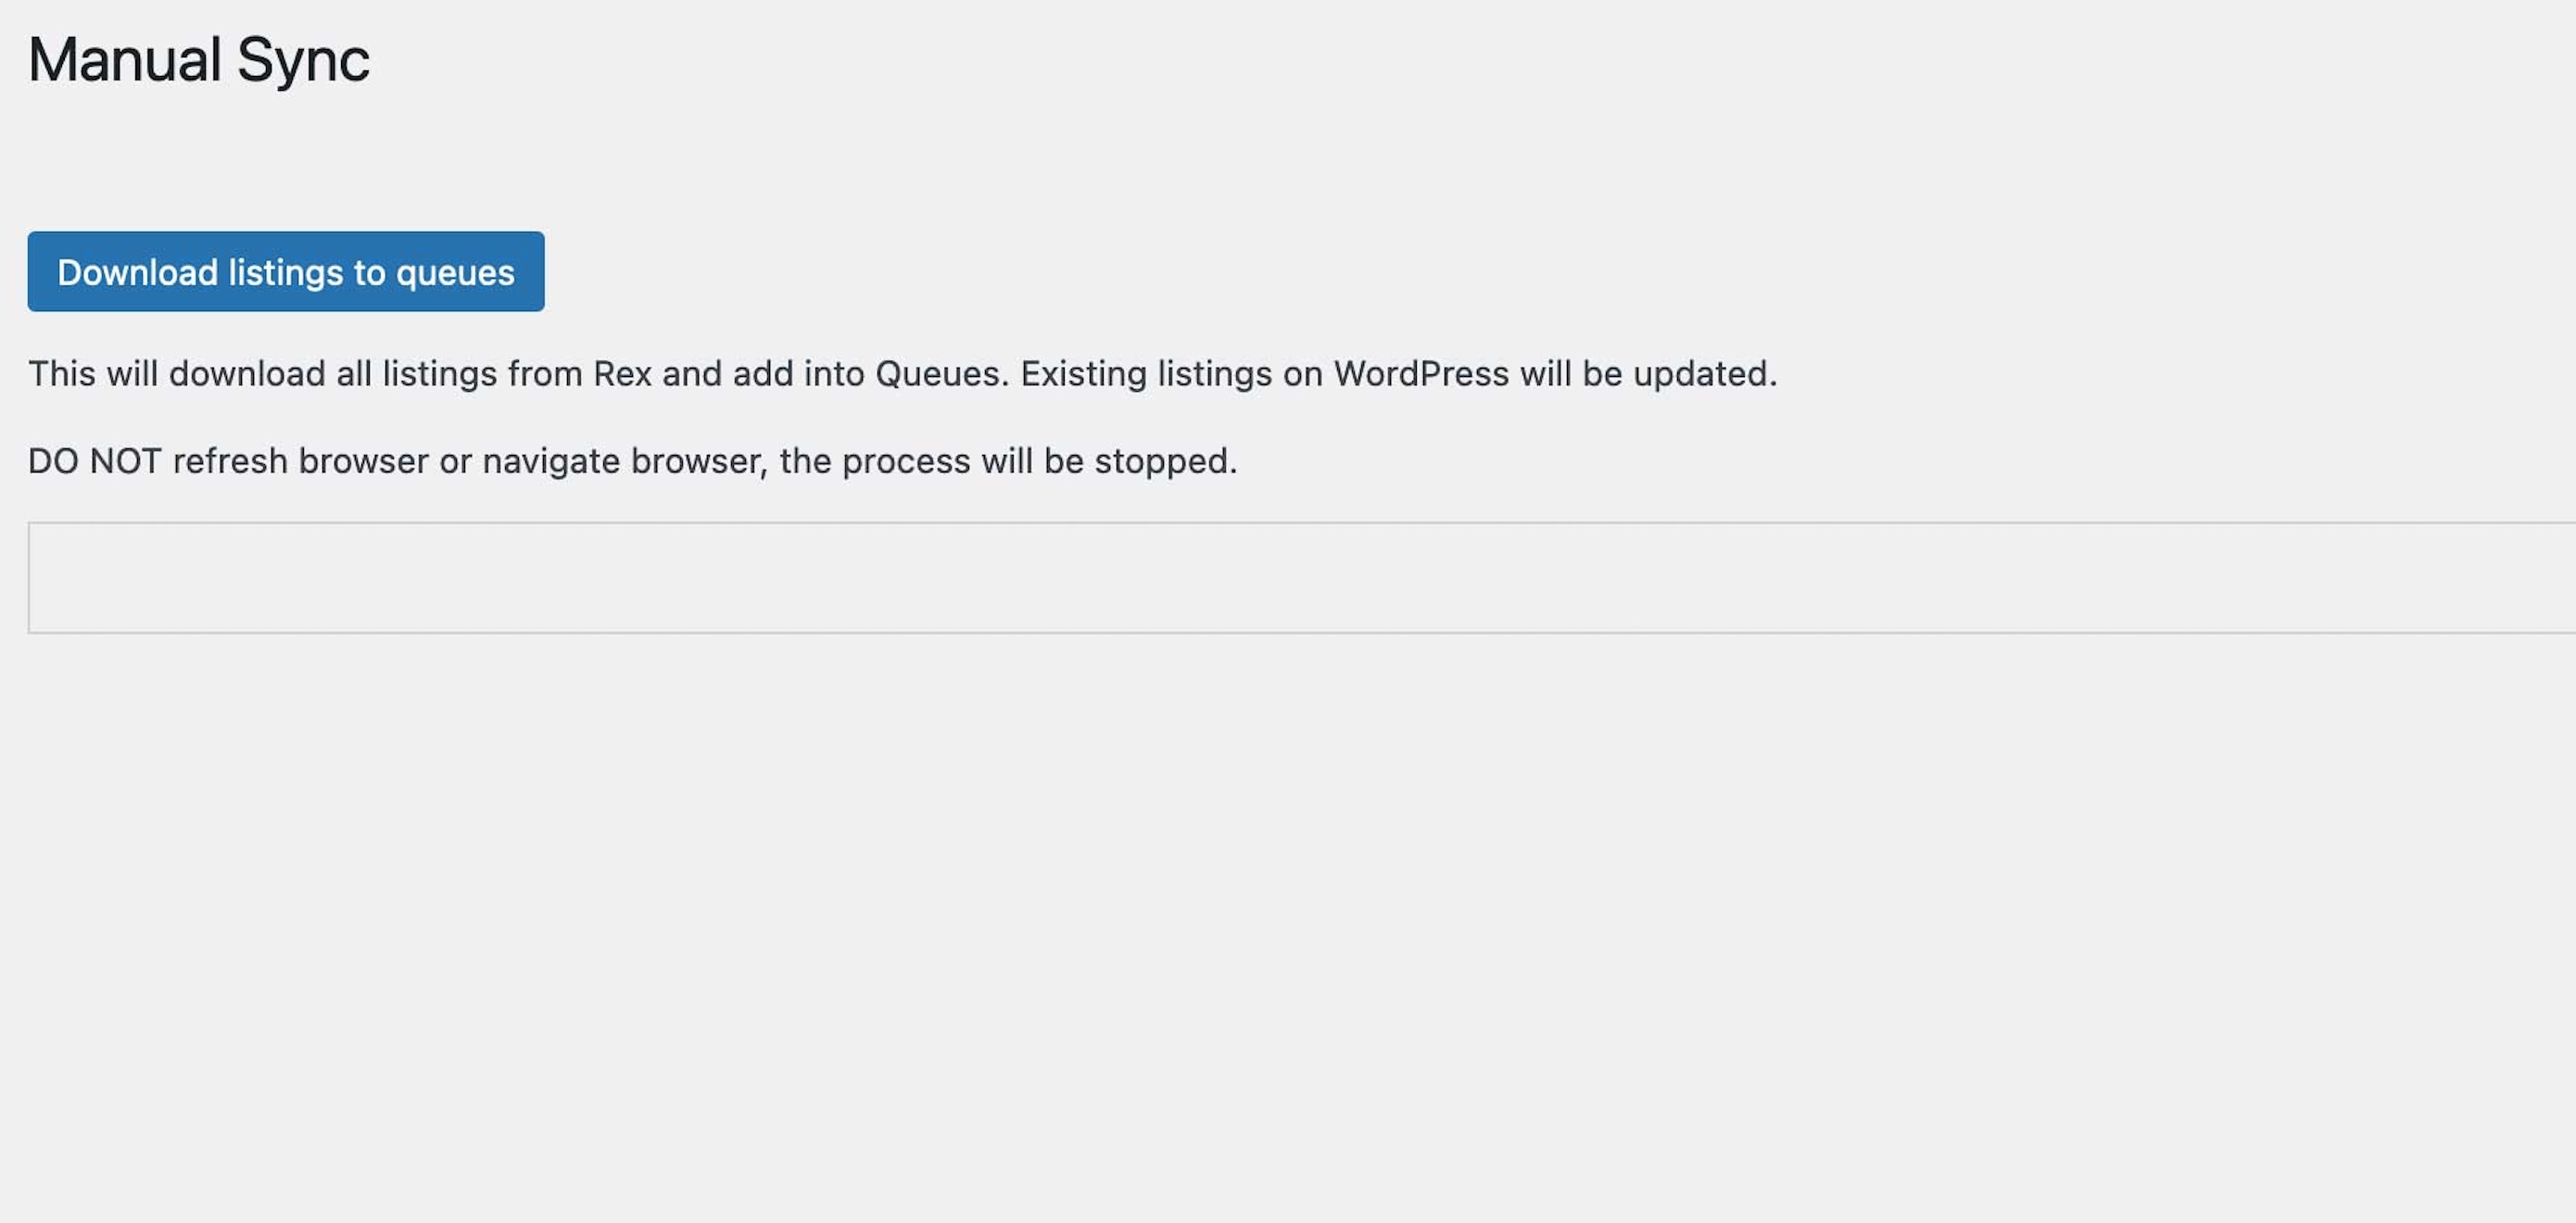 Manual Sync
Download listings to queues
This will download all listings from Rex and add into Queues. Existing listings on WordPress will be updated.
DO NOT refresh browser or navigate browser, the process will be stopped.